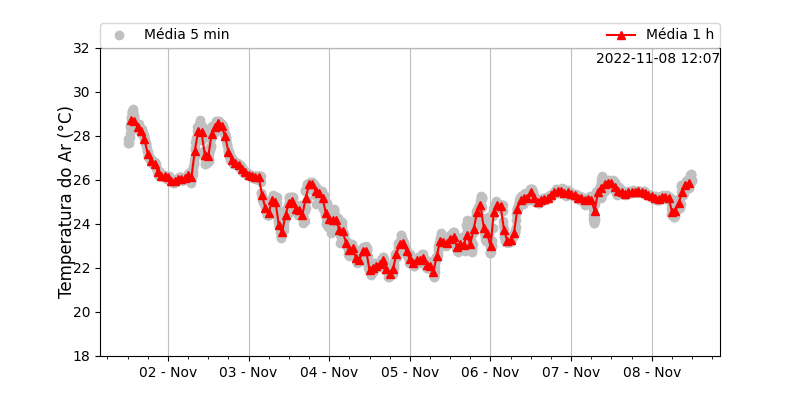 Média 5 min
Média 1 h
2022-11-08 12:07
Temperatura do Ar (°C)
32
30
28
26
24
22
20
18
02 - Nov
03 - Nov
04 - Nov
05 - Nov
06 - Nov
07 - Nov
08 - Nov